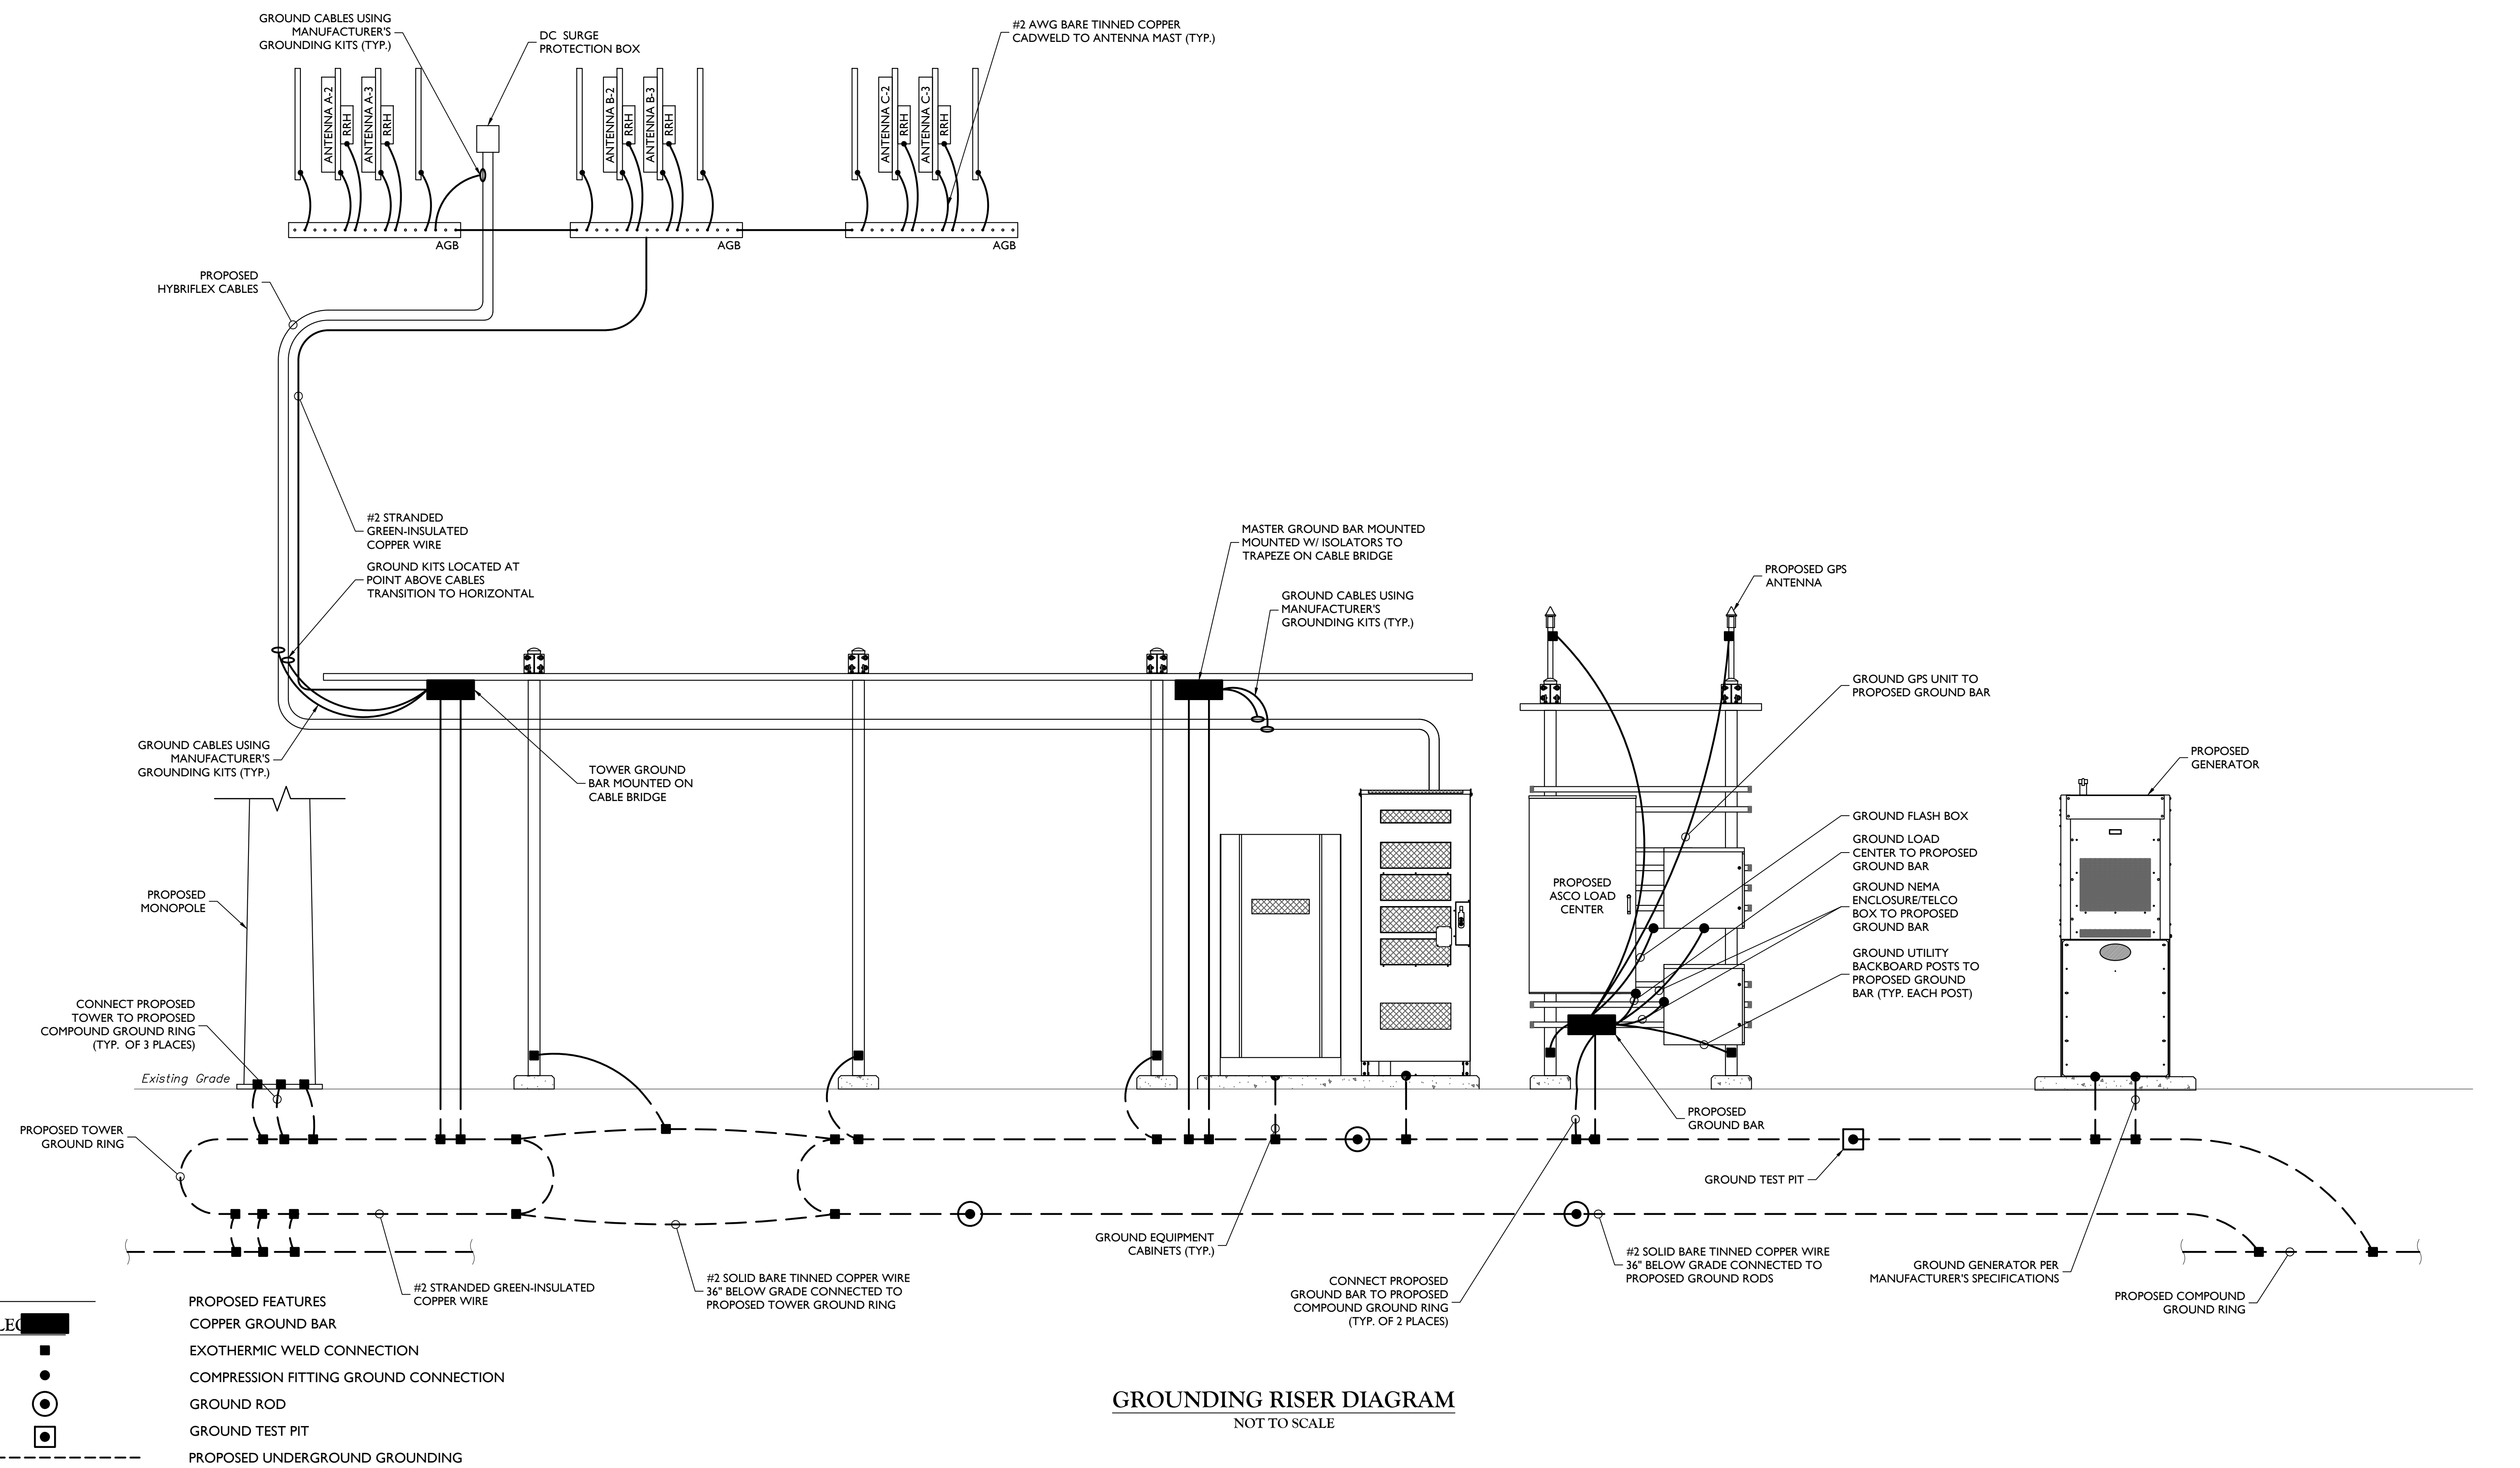 GROUND CABLES USING
MANUFACTURER'S
GROUNDING KITS (TYP.)
DC SURGE
PROTECTION BOX
#2 AWG BARE TINNED COPPER
CADWELD TO ANTENNA MAST (TYP.)
ANTENNA A-2
RRH
ANTENNA A-3
RRH
ANTENNA B-2
RRH
ANTENNA B-3
RRH
ANTENNA C-2
RRH
ANTENNA C-3
RRH
AGB
AGB
AGB
PROPOSED
HYBRIFLEX CABLES
#2 STRANDED
GREEN-INSULATED
COPPER WIRE
GROUND KITS LOCATED AT
POINT ABOVE CABLES
TRANSITION TO HORIZONTAL
MASTER GROUND BAR MOUNTED
MOUNTED W/ ISOLATORS TO
TRAPEZE ON CABLE BRIDGE
GROUND CABLES USING
MANUFACTURER'S
GROUNDING KITS (TYP.)
PROPOSED GPS
ANTENNA
GROUND GPS UNIT TO
PROPOSED GROUND BAR
GROUND CABLES USING
MANUFACTURER'S
GROUNDING KITS (TYP.)
TOWER GROUND
BAR MOUNTED ON
CABLE BRIDGE
PROPOSED
GENERATOR
GROUND FLASH BOX
GROUND LOAD
CENTER TO PROPOSED
GROUND BAR
GROUND NEMA
ENCLOSURE/TELCO
BOX TO PROPOSED
GROUND BAR
GROUND UTILITY
BACKBOARD POSTS TO
PROPOSED GROUND
BAR (TYP. EACH POST)
PROPOSED
ASCO LOAD
CENTER
PROPOSED
MONOPOLE
CONNECT PROPOSED
TOWER TO PROPOSED
COMPOUND GROUND RING
(TYP. OF 3 PLACES)
Existing Grade
PROPOSED TOWER
GROUND RING
PROPOSED
GROUND BAR
GROUND TEST PIT
GROUND EQUIPMENT
CABINETS (TYP.)
#2 STRANDED GREEN-INSULATED
COPPER WIRE
#2 SOLID BARE TINNED COPPER WIRE
36" BELOW GRADE CONNECTED TO
PROPOSED TOWER GROUND RING
CONNECT PROPOSED
GROUND BAR TO PROPOSED
COMPOUND GROUND RING
(TYP. OF 2 PLACES)
#2 SOLID BARE TINNED COPPER WIRE
36" BELOW GRADE CONNECTED TO
PROPOSED GROUND RODS
GROUND GENERATOR PER
MANUFACTURER'S SPECIFICATIONS
PROPOSED COMPOUND
GROUND RING
PROPOSED FEATURES
COPPER GROUND BAR
EXOTHERMIC WELD CONNECTION
COMPRESSION FITTING GROUND CONNECTION
GROUND ROD
GROUND TEST PIT
PROPOSED UNDERGROUND GROUNDING
GROUNDING RISER DIAGRAM
NOT TO SCALE